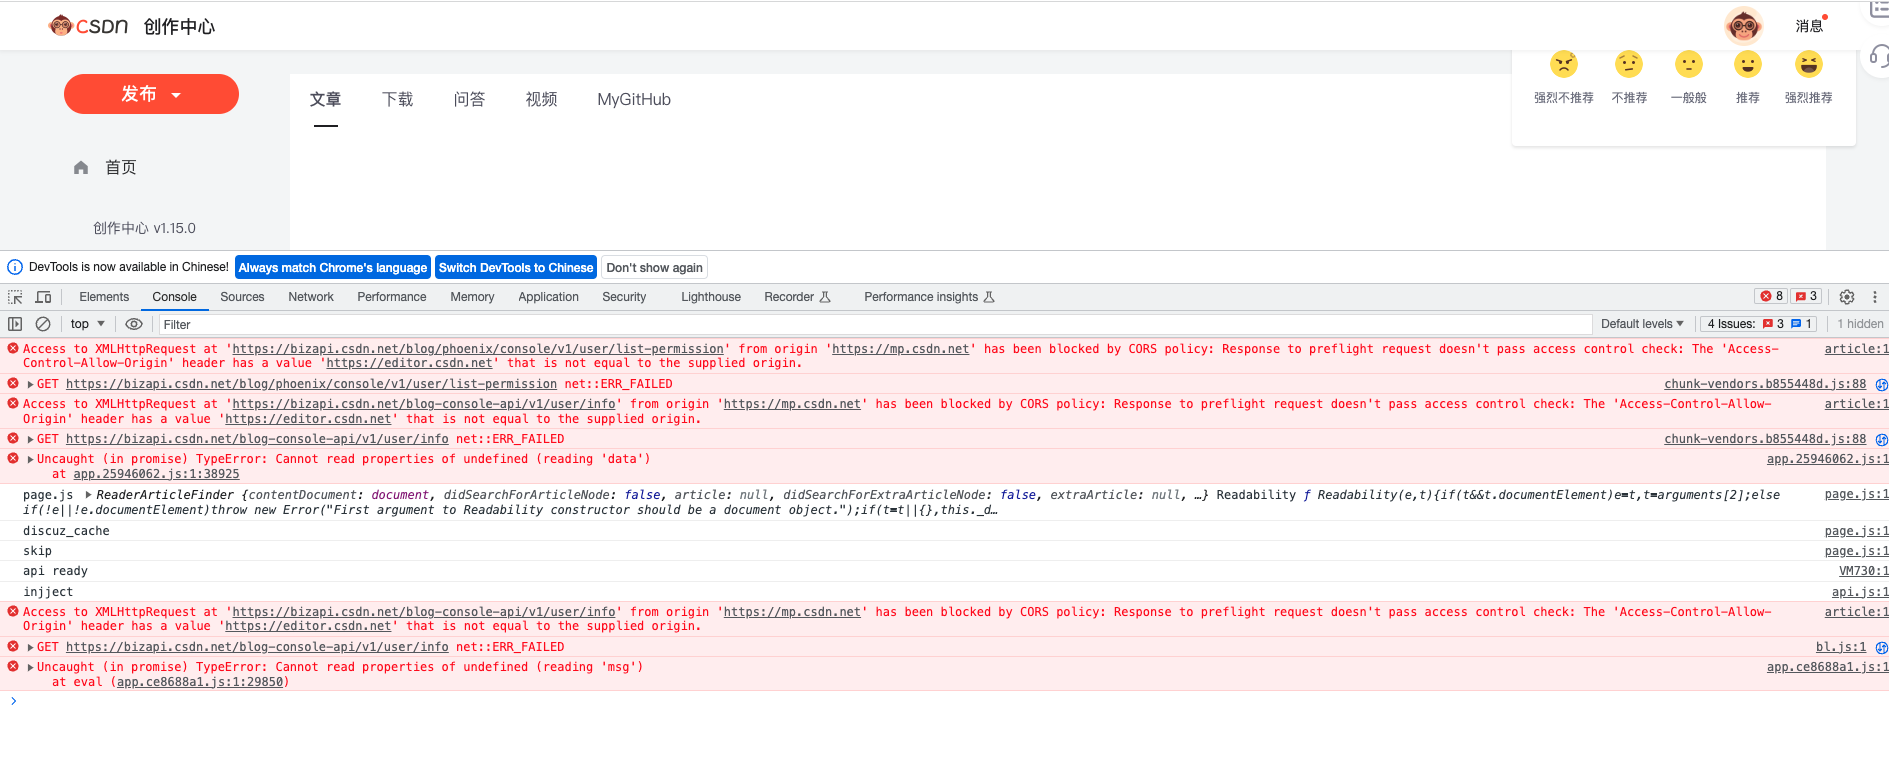 CSDN 创作中心
消息
发布
文章 下载 问答 视频 MyGitHub
强烈不推荐 不推荐 一般般 推荐 强烈推荐
首页
创作中心 v1.15.0
DevTools is now available in Chinese! Always match Chrome's language Switch DevTools to Chinese Don't show again
Elements Console Sources Network Performance Memory Application Security Lighthouse Recorder Performance insights 8 3
top Filter Default levels 4 Issues: 3 1 1 hidden
Access to XMLHttpRequest at 'https://bizapi.csdn.net/blog/phoenix/console/v1/user/list-permission' from origin 'https://mp.csdn.net' has been blocked by CORS policy: Response to preflight request doesn't pass access control check: The 'Access- article:1
Control-Allow-Origin' header has a value 'https://editor.csdn.net' that is not equal to the supplied origin.
GET https://bizapi.csdn.net/blog/phoenix/console/v1/user/list-permission net::ERR_FAILED chunk-vendors.b855448d.js:88
Access to XMLHttpRequest at 'https://bizapi.csdn.net/blog-console-api/v1/user/info' from origin 'https://mp.csdn.net' has been blocked by CORS policy: Response to preflight request doesn't pass access control check: The 'Access-Control-Allow- article:1
Origin' header has a value 'https://editor.csdn.net' that is not equal to the supplied origin.
GET https://bizapi.csdn.net/blog-console-api/v1/user/info net::ERR_FAILED chunk-vendors.b855448d.js:88
Uncaught (in promise) TypeError: Cannot read properties of undefined (reading 'data') app.25946062.js:1
at app.25946062.js:1:38925
page.js ReaderArticleFinder {contentDocument: document, didSearchForArticleNode: false, article: null, didSearchForExtraArticleNode: false, extraArticle: null, …} Readability ƒ Readability(e,t){if(t&&t.documentElement)e=t,t=arguments[2];else page.js:1
if(!e||!e.documentElement)throw new Error("First argument to Readability constructor should be a document object.");if(t=t||{},this._d…
discuz_cache page.js:1
skip page.js:1
api ready VM730:1
injject api.js:1
Access to XMLHttpRequest at 'https://bizapi.csdn.net/blog-console-api/v1/user/info' from origin 'https://mp.csdn.net' has been blocked by CORS policy: Response to preflight request doesn't pass access control check: The 'Access-Control-Allow- article:1
Origin' header has a value 'https://editor.csdn.net' that is not equal to the supplied origin.
GET https://bizapi.csdn.net/blog-console-api/v1/user/info net::ERR_FAILED bl.js:1
Uncaught (in promise) TypeError: Cannot read properties of undefined (reading 'msg') app.ce8688a1.js:1
at eval (app.ce8688a1.js:1:29850)